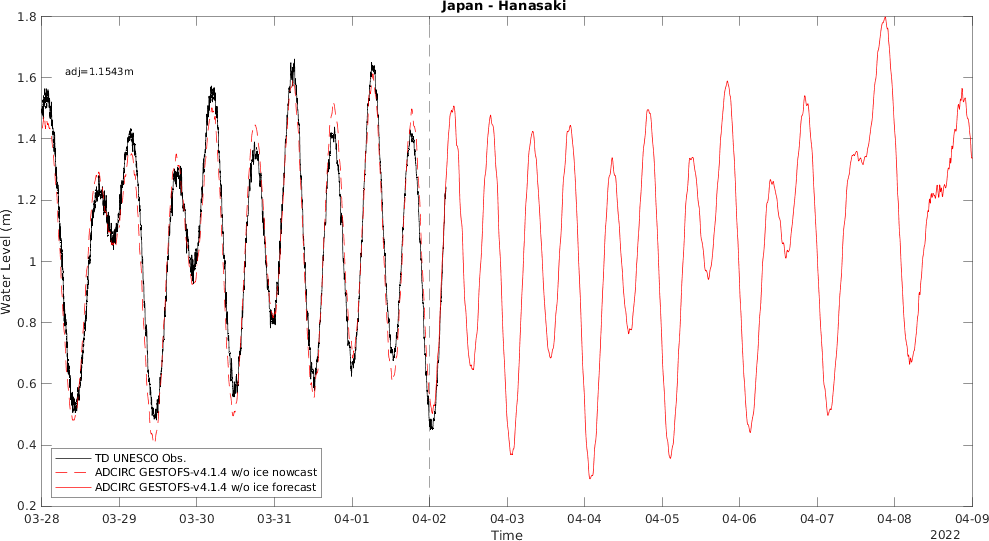 Japan - Hanasaki
adj=1.1543m
Water Level (m)
1.8
1.6
1.4
1.2
1
0.8
0.6
0.4
0.2
TD UNESCO Obs.
ADCIRC GESTOFS-v4.1.4 w/o ice nowcast
ADCIRC GESTOFS-v4.1.4 w/o ice forecast
03-28 03-29 03-30 03-31 04-01 04-02 04-03 04-04 04-05 04-06 04-07 04-08 04-09
Time
2022